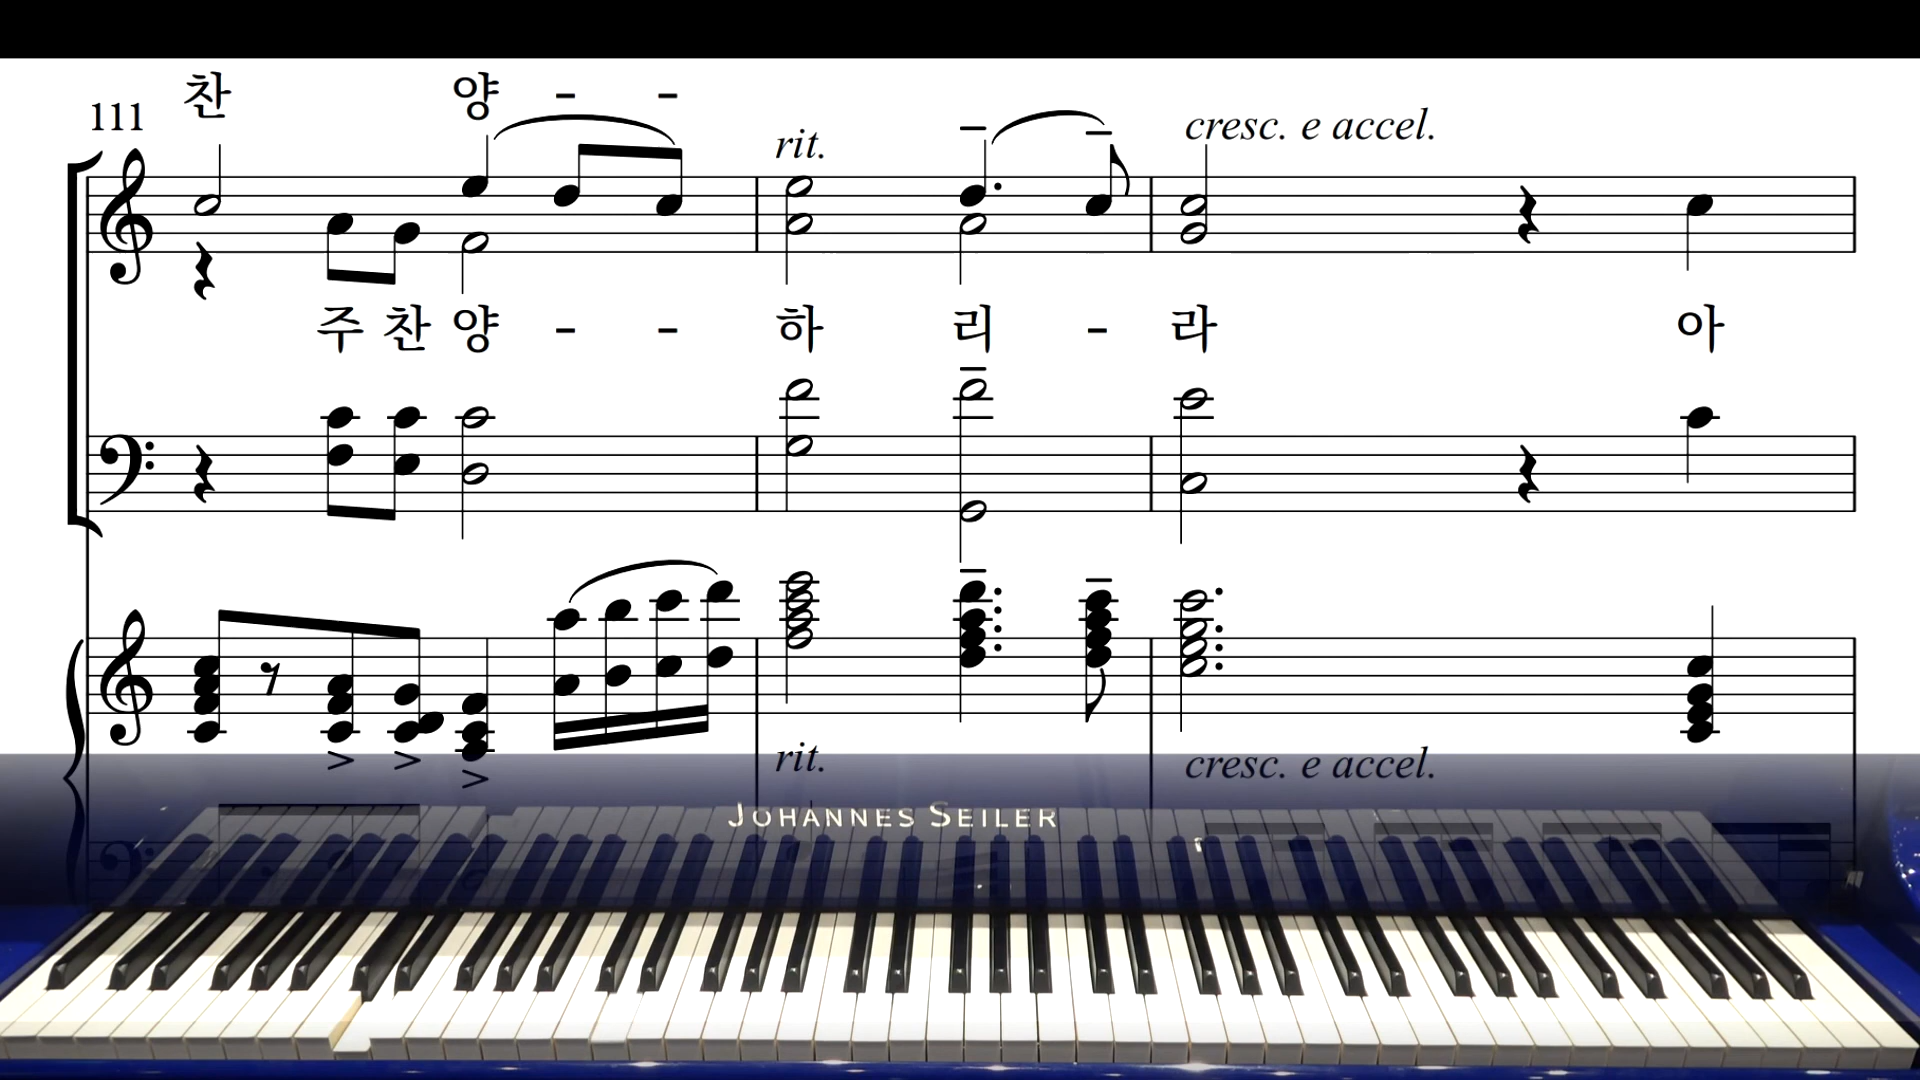 찬 양 - -
111
rit.
cresc. e accel.
주 찬 양 - - 하 리 - 라 아
rit.
cresc. e accel.
JOHANNES SEILER